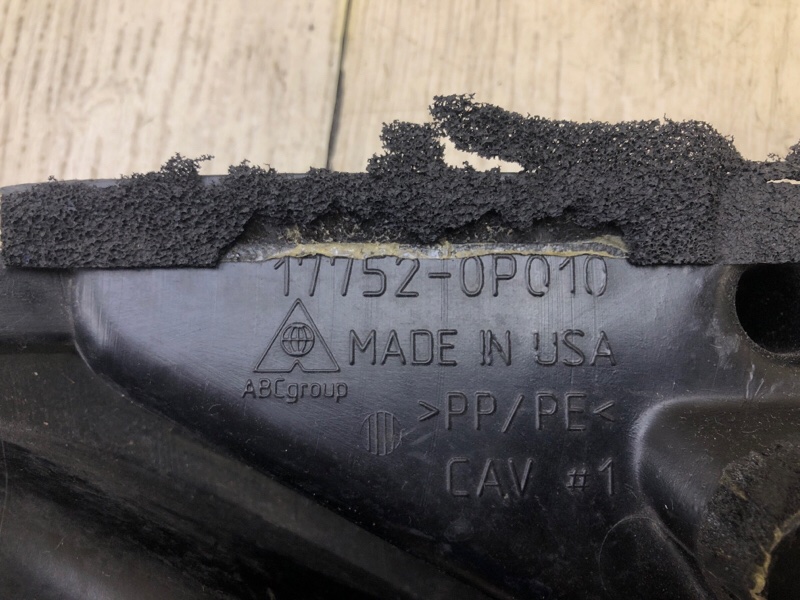 17752-0P010
MADE IN USA
ABCgroup
>PP/PE<
CAV #1